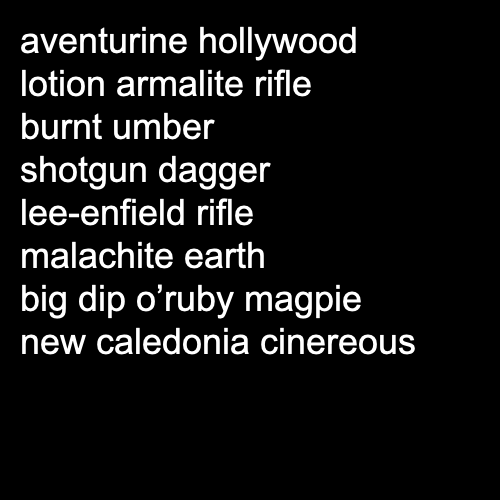 aventurine hollywood
lotion armalite rifle
burnt umber
shotgun dagger
lee-enfield rifle
malachite earth
big dip o’ruby magpie
new caledonia cinereous